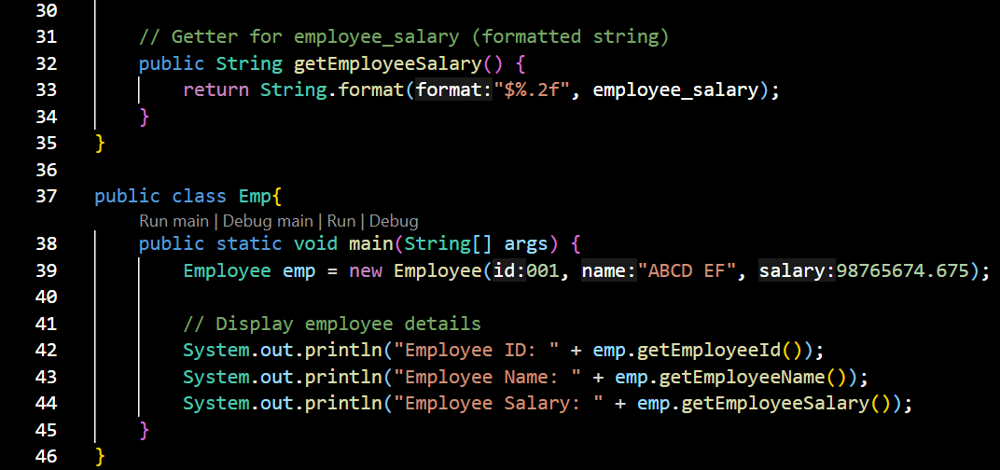 30
31 // Getter for employee_salary (formatted string)
32 public String getEmployeeSalary() {
33 return String.format(format:"$%.2f", employee_salary);
34 }
35 }
36
37 public class Emp{
Run main | Debug main | Run | Debug
38 public static void main(String[] args) {
39 Employee emp = new Employee(id:001, name:"ABCD EF", salary:98765674.675);
40
41 // Display employee details
42 System.out.println("Employee ID: " + emp.getEmployeeId());
43 System.out.println("Employee Name: " + emp.getEmployeeName());
44 System.out.println("Employee Salary: " + emp.getEmployeeSalary());
45 }
46 }